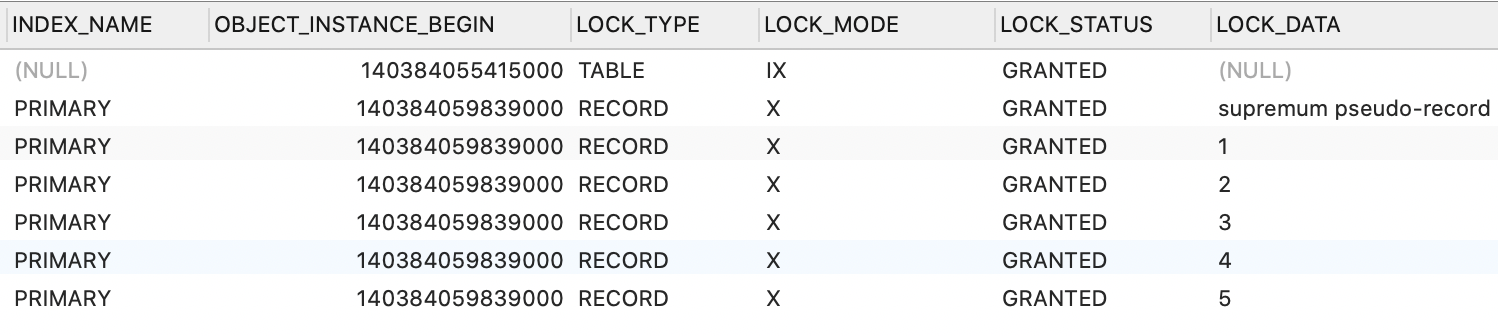 INDEX_NAME OBJECT_INSTANCE_BEGIN LOCK_TYPE LOCK_MODE LOCK_STATUS LOCK_DATA
(NULL) 140384055415000 TABLE IX GRANTED (NULL)
PRIMARY 140384059839000 RECORD X GRANTED supremum pseudo-record
PRIMARY 140384059839000 RECORD X GRANTED 1
PRIMARY 140384059839000 RECORD X GRANTED 2
PRIMARY 140384059839000 RECORD X GRANTED 3
PRIMARY 140384059839000 RECORD X GRANTED 4
PRIMARY 140384059839000 RECORD X GRANTED 5